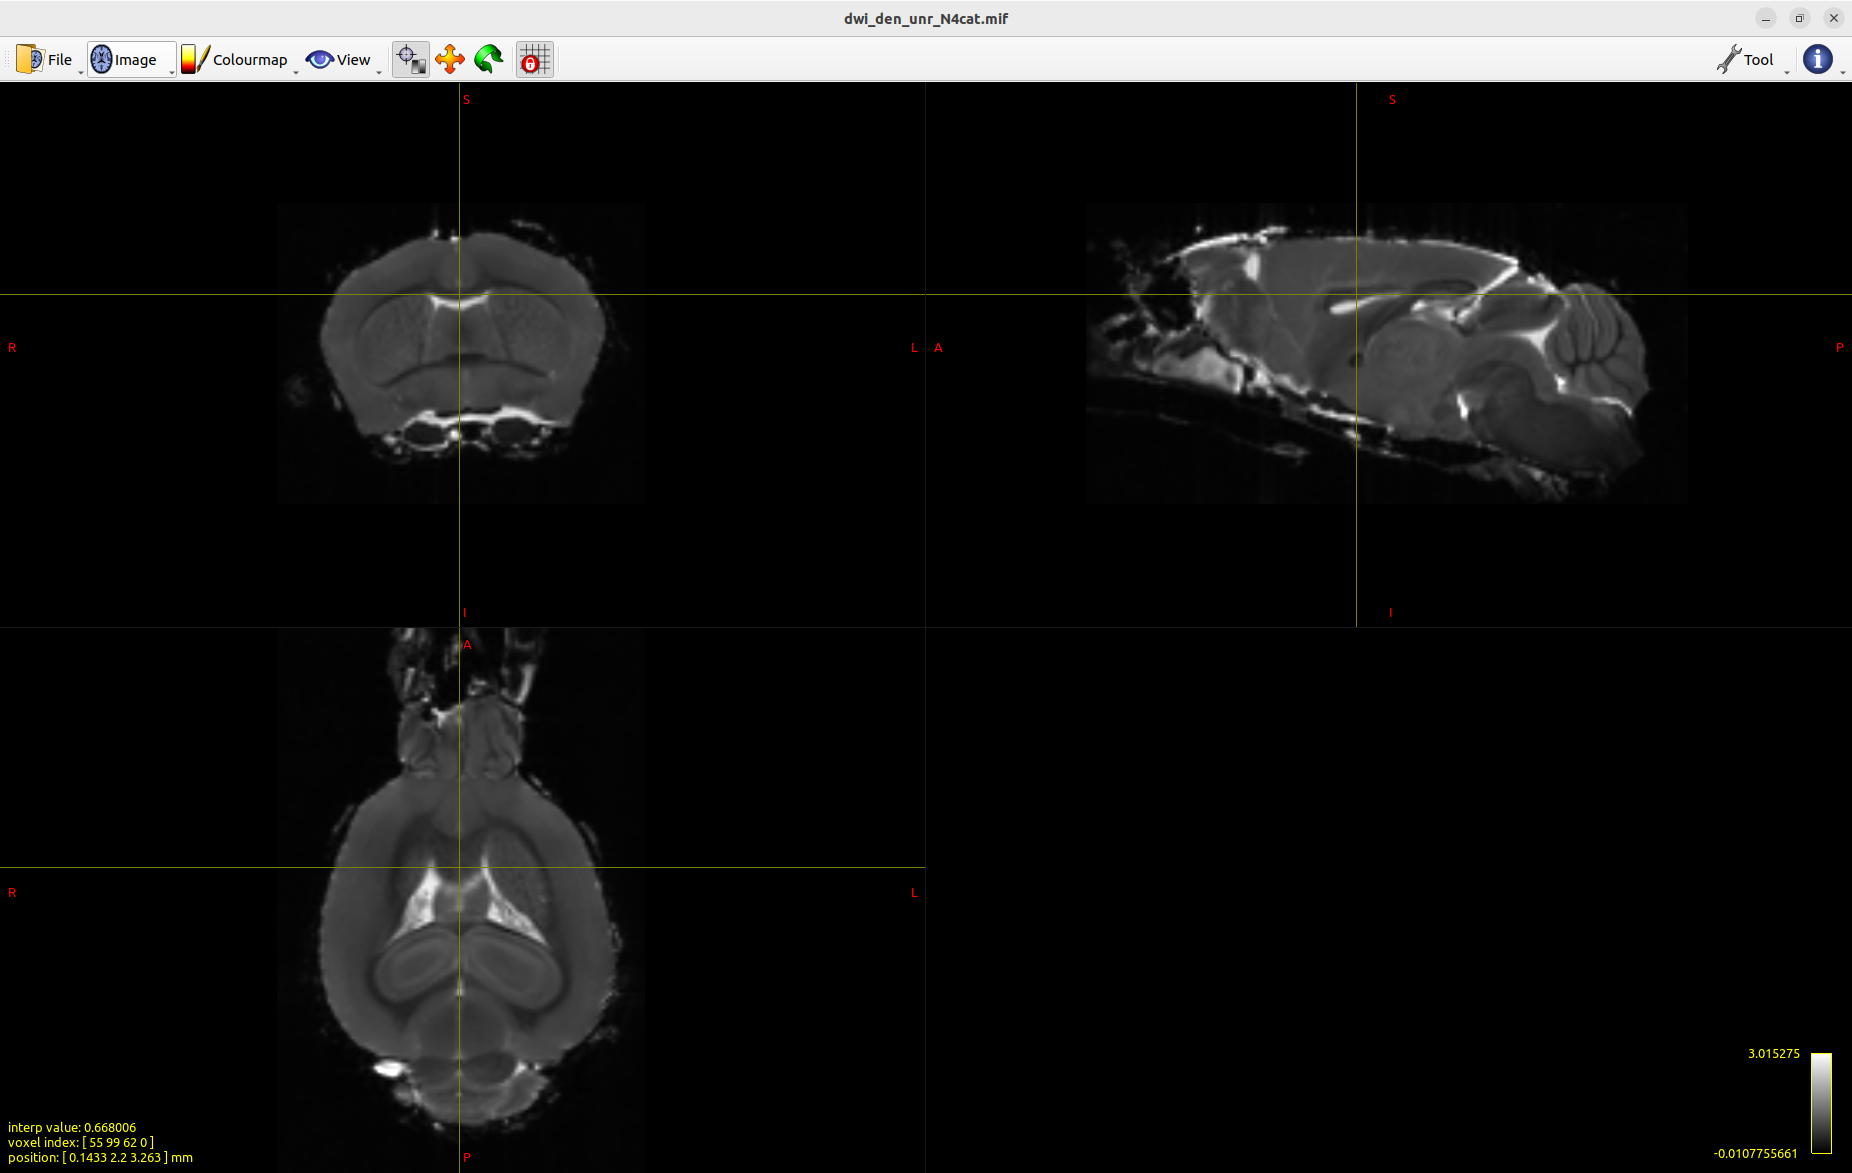 dwi_den_unr_N4cat.mif
File Image Colourmap View Tool
S
S
R
L
A
P
I
I
A
R
L
P
interp value: 0.668006
voxel index: [ 55 99 62 0 ]
position: [ 0.1433 2.2 3.263 ] mm
3.015275
-0.0107755661